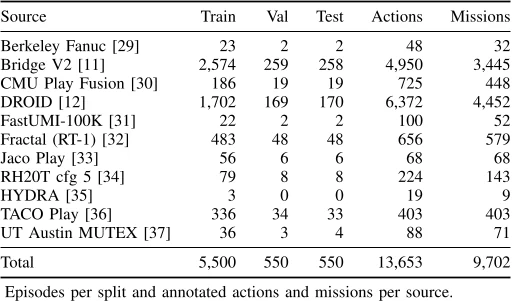 Source Train Val Test Actions Missions
Berkeley Fanuc [29] 23 2 2 48 32
Bridge V2 [11] 2,574 259 258 4,950 3,445
CMU Play Fusion [30] 186 19 19 725 448
DROID [12] 1,702 169 170 6,372 4,452
FastUMI-100K [31] 22 2 2 100 52
Fractal (RT-1) [32] 483 48 48 656 579
Jaco Play [33] 56 6 6 68 68
RH20T cfg 5 [34] 79 8 8 224 143
HYDRA [35] 3 0 0 19 9
TACO Play [36] 336 34 33 403 403
UT Austin MUTEX [37] 36 3 4 88 71
Total 5,500 550 550 13,653 9,702
Episodes per split and annotated actions and missions per source.